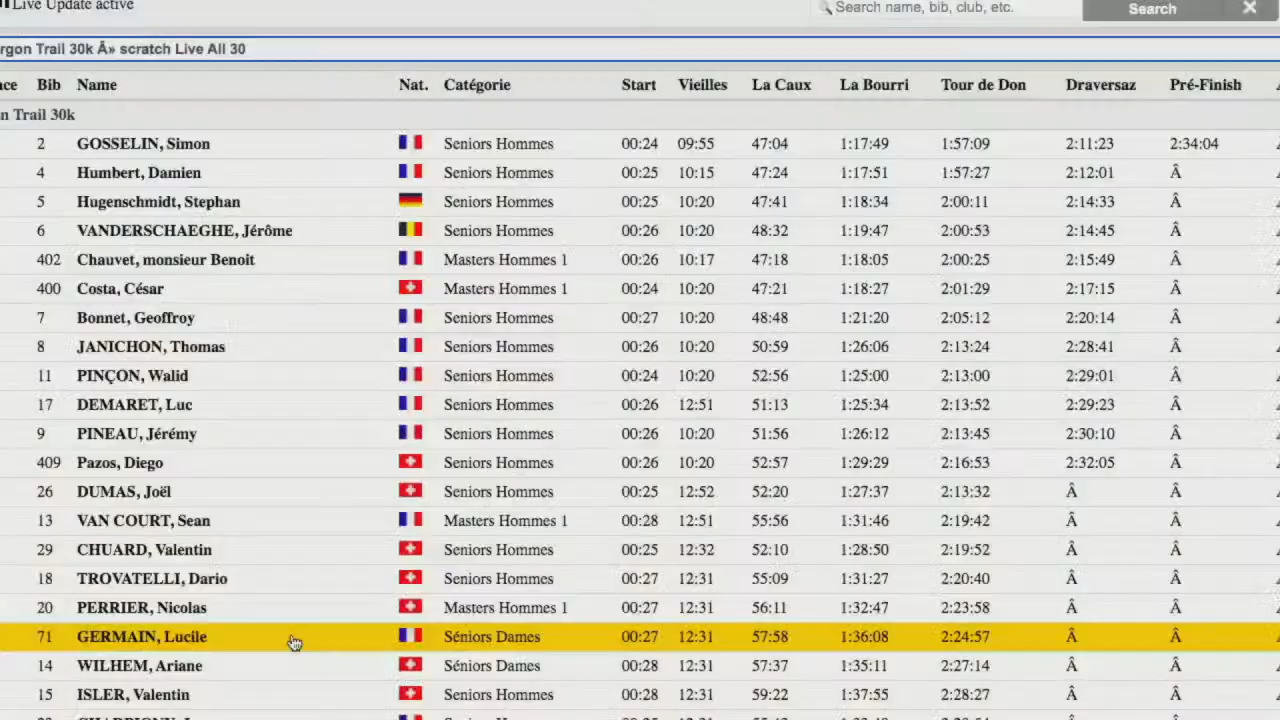 Live Update active
Search name, bib, club, etc. Search ✕
rgon Trail 30k Â» scratch Live All 30
nce Bib Name Nat. Catégorie Start Vieilles La Caux La Bourri Tour de Don Draversaz Pré-Finish
n Trail 30k
2 GOSSELIN, Simon Seniors Hommes 00:24 09:55 47:04 1:17:49 1:57:09 2:11:23 2:34:04
4 Humbert, Damien Seniors Hommes 00:25 10:15 47:24 1:17:51 1:57:27 2:12:01 Â
5 Hugenschmidt, Stephan Seniors Hommes 00:25 10:20 47:41 1:18:34 2:00:11 2:14:33 Â
6 VANDERSCHAEGHE, Jérôme Seniors Hommes 00:26 10:20 48:32 1:19:47 2:00:53 2:14:45 Â
402 Chauvet, monsieur Benoit Masters Hommes 1 00:26 10:17 47:18 1:18:05 2:00:25 2:15:49 Â
400 Costa, César Masters Hommes 1 00:24 10:20 47:21 1:18:27 2:01:29 2:17:15 Â
7 Bonnet, Geoffroy Seniors Hommes 00:27 10:20 48:48 1:21:20 2:05:12 2:20:14 Â
8 JANICHON, Thomas Seniors Hommes 00:26 10:20 50:59 1:26:06 2:13:24 2:28:41 Â
11 PINÇON, Walid Seniors Hommes 00:24 10:20 52:56 1:25:00 2:13:00 2:29:01 Â
17 DEMARET, Luc Seniors Hommes 00:26 12:51 51:13 1:25:34 2:13:52 2:29:23 Â
9 PINEAU, Jérémy Seniors Hommes 00:26 10:20 51:56 1:26:12 2:13:45 2:30:10 Â
409 Pazos, Diego Seniors Hommes 00:26 10:20 52:57 1:29:29 2:16:53 2:32:05 Â
26 DUMAS, Joël Seniors Hommes 00:25 12:52 52:20 1:27:37 2:13:32 Â Â
13 VAN COURT, Sean Masters Hommes 1 00:28 12:51 55:56 1:31:46 2:19:42 Â Â
29 CHUARD, Valentin Seniors Hommes 00:25 12:32 52:10 1:28:50 2:19:52 Â Â
18 TROVATELLI, Dario Seniors Hommes 00:27 12:31 55:09 1:31:27 2:20:40 Â Â
20 PERRIER, Nicolas Masters Hommes 1 00:27 12:31 56:11 1:32:47 2:23:58 Â Â
71 GERMAIN, Lucile Séniors Dames 00:27 12:31 57:58 1:36:08 2:24:57 Â Â
14 WILHEM, Ariane Séniors Dames 00:28 12:31 57:37 1:35:11 2:27:14 Â Â
15 ISLER, Valentin Seniors Hommes 00:28 12:31 59:22 1:37:55 2:28:27 Â Â